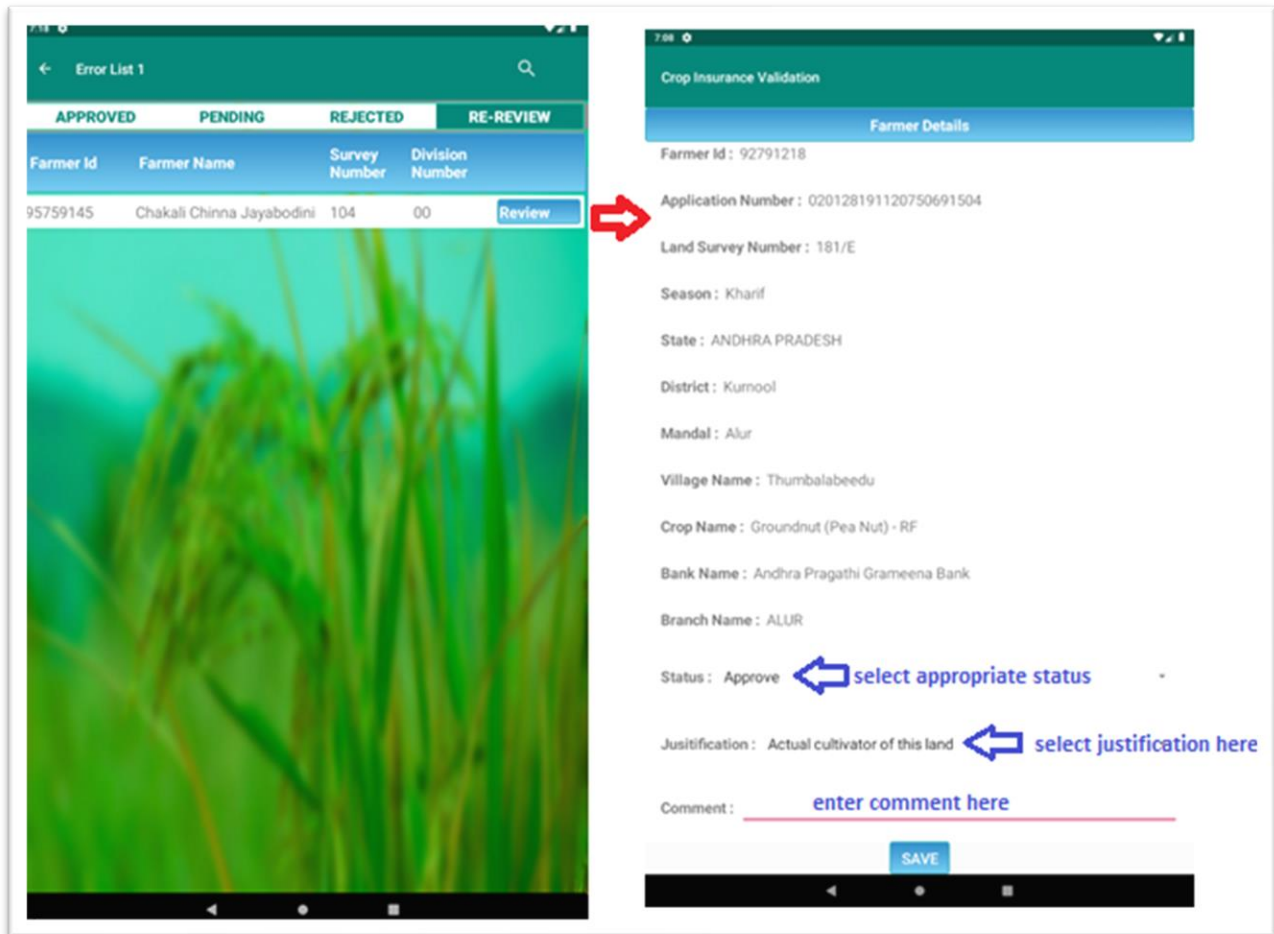 7:18
Error List 1
APPROVED PENDING REJECTED RE-REVIEW
Farmer Id Farmer Name Survey Number Division Number
95759145 Chakali Chinna Jayabodini 104 00 Review
7:08
Crop Insurance Validation
Farmer Details
Farmer Id : 92791218
Application Number : 020128191120750691504
Land Survey Number : 181/E
Season : Kharif
State : ANDHRA PRADESH
District : Kurnool
Mandal : Alur
Village Name : Thumbalabeedu
Crop Name : Groundnut (Pea Nut) - RF
Bank Name : Andhra Pragathi Grameena Bank
Branch Name : ALUR
Status : Approve select appropriate status
Jusitification : Actual cultivator of this land select justification here
Comment : enter comment here
SAVE